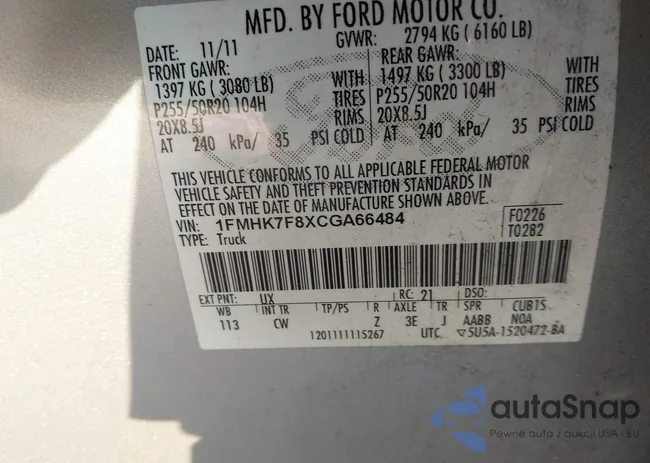 MFD. BY FORD MOTOR CO.
DATE: 11/11 GVWR: 2794 KG ( 6160 LB)
FRONT GAWR: REAR GAWR:
1397 KG ( 3080 LB) WITH 1497 KG ( 3300 LB) WITH
P255/50R20 104H TIRES P255/50R20 104H TIRES
20X8.5J RIMS 20X8.5J RIMS
AT 240 kPa/ 35 PSI COLD AT 240 kPa/ 35 PSI COLD
THIS VEHICLE CONFORMS TO ALL APPLICABLE FEDERAL MOTOR
VEHICLE SAFETY AND THEFT PREVENTION STANDARDS IN
EFFECT ON THE DATE OF MANUFACTURE SHOWN ABOVE.
VIN: 1FMHK7F8XCGA66484 F0226
TYPE: Truck T0282
EXT PNT: UX RC: 21 DSO:
WB INT TR TP/PS R AXLE TR SPR CUBIS
113 CW Z 3E J AABB NOA
1201111115267 UTC ▽5U5A-1520472-BA
autaSnap
Pewne auta z aukcji USA i EU